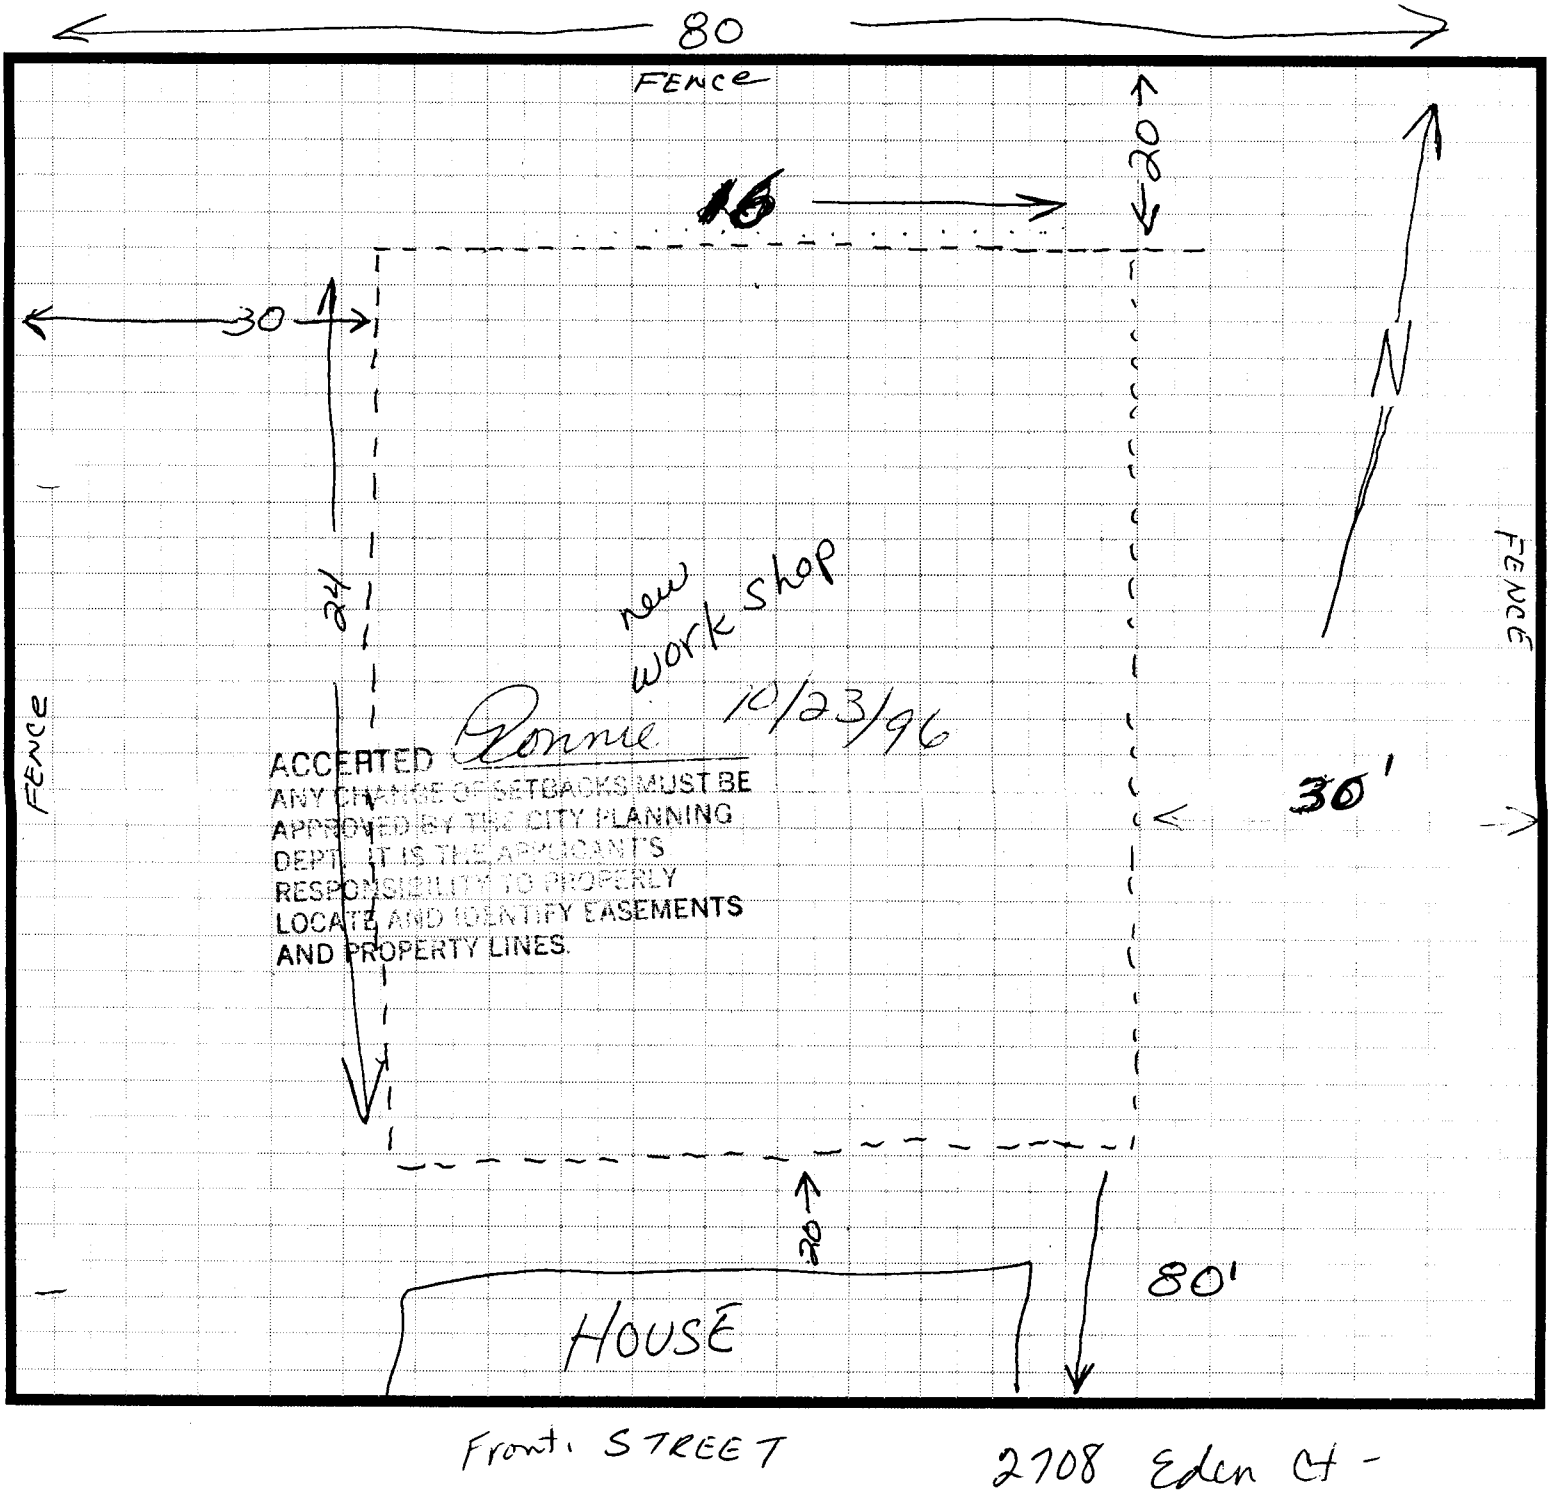 80
FENCE
20
16
30
N
24
new
work shop
FENCE
FENCE
Ronnie 10/23/96
ACCEPTED
ANY CHANGE OF SETBACKS MUST BE
APPROVED BY THE CITY PLANNING
DEPT. IT IS THE APPLICANT'S
RESPONSIBILITY TO PROPERLY
LOCATE AND IDENTIFY EASEMENTS
AND PROPERTY LINES.
30'
20
80'
HOUSE
Front. STREET
2708 Eden Ct -